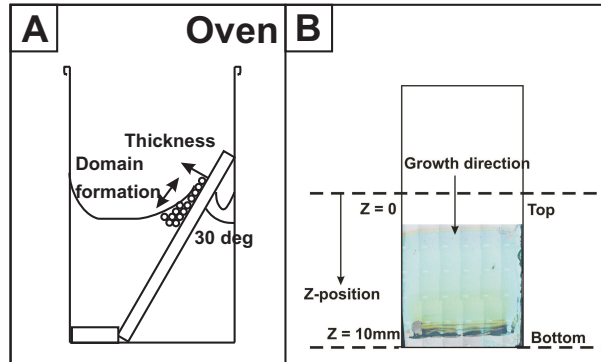 A
Oven
Thickness
Domain
formation
30 deg
B
Growth direction
Z = 0
Top
Z-position
Z = 10mm
Bottom